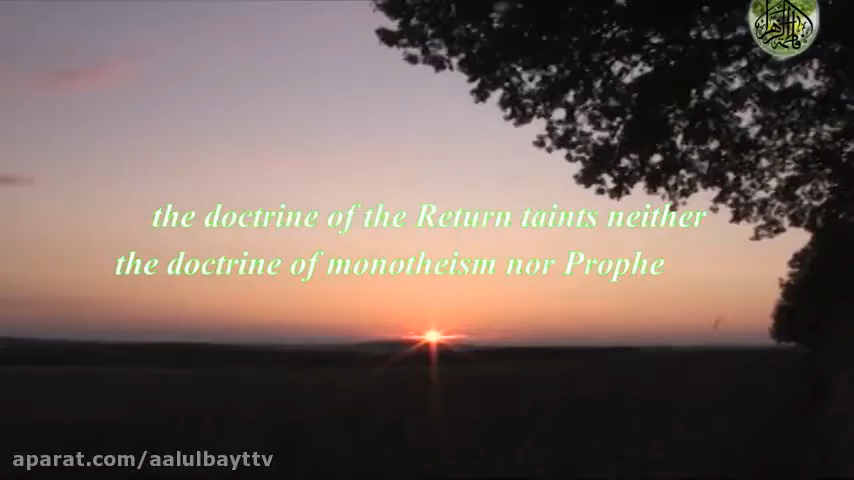 the doctrine of the Return taints neither
the doctrine of monotheism nor Prophe
aparat.com/aalulbayttv